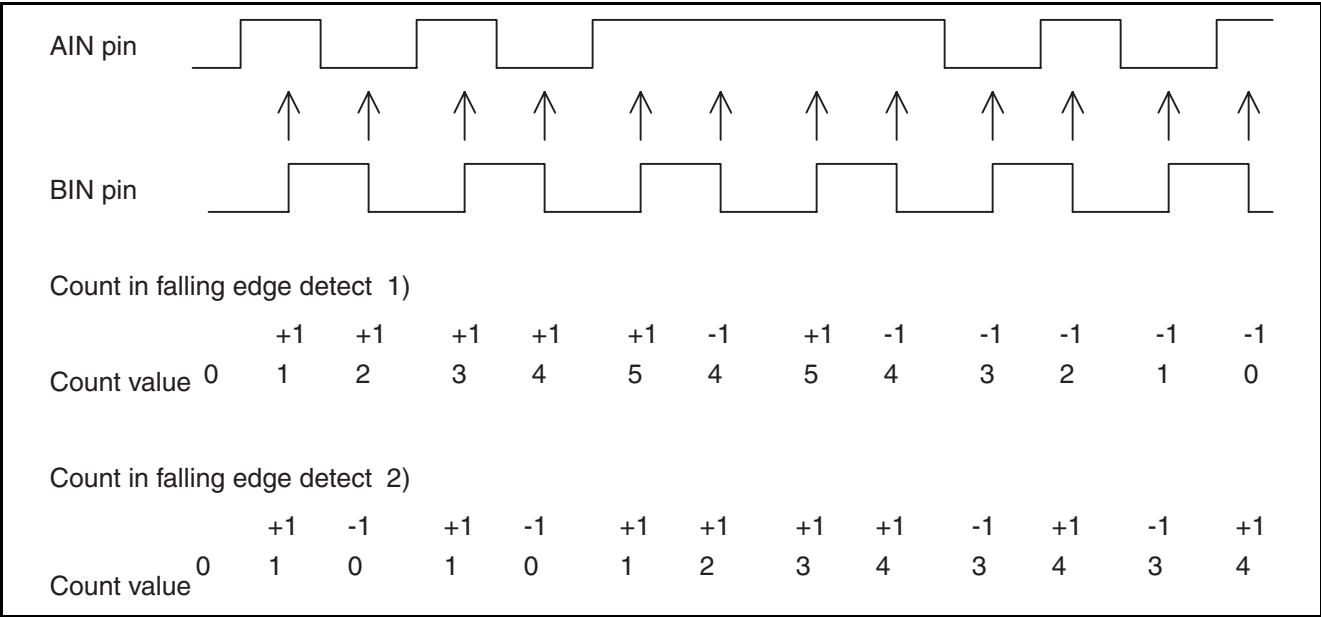 AIN pin
BIN pin
Count in falling edge detect 1)
+1 +1 +1 +1 +1 -1 +1 -1 -1 -1 -1 -1
Count value 0 1 2 3 4 5 4 5 4 3 2 1 0
Count in falling edge detect 2)
+1 -1 +1 -1 +1 +1 +1 +1 -1 +1 -1 +1
Count value 0 1 0 1 0 1 2 3 4 3 4 3 4